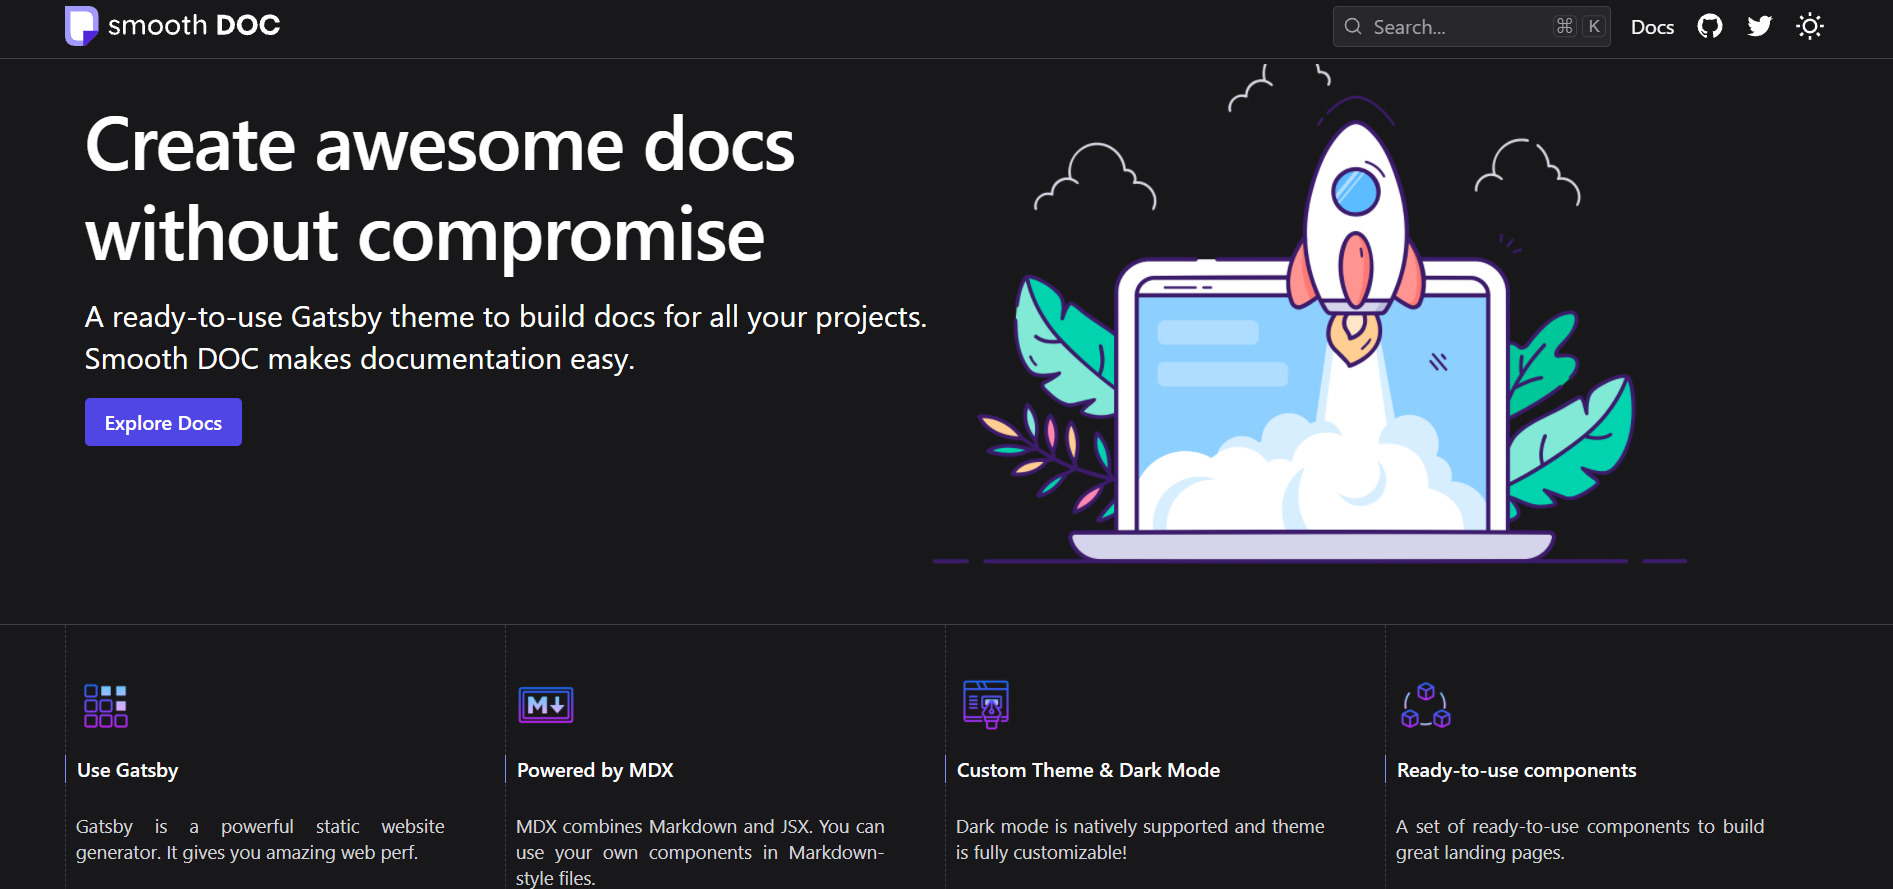 smooth DOC
Search...
⌘ K
Docs
Create awesome docs
without compromise
A ready-to-use Gatsby theme to build docs for all your projects.
Smooth DOC makes documentation easy.
Explore Docs
M
Use Gatsby
Gatsby is a powerful static website
generator. It gives you amazing web perf.
Powered by MDX
MDX combines Markdown and JSX. You can
use your own components in Markdown-
style files.
Custom Theme & Dark Mode
Dark mode is natively supported and theme
is fully customizable!
Ready-to-use components
A set of ready-to-use components to build
great landing pages.